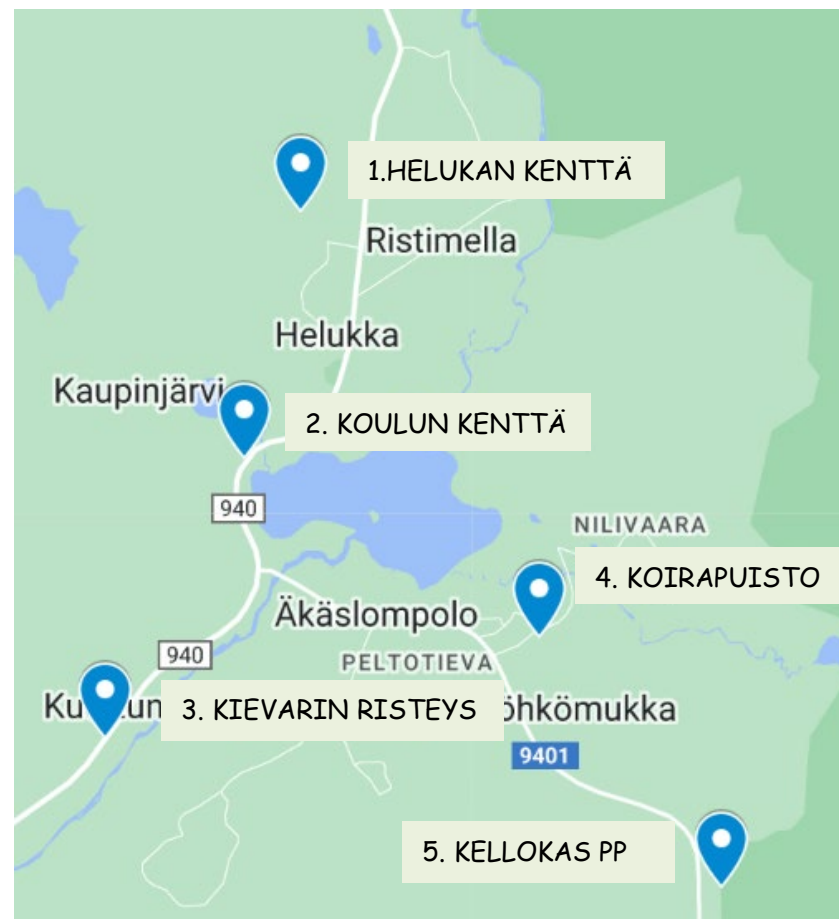 1.HELUKAN KENTTÄ
Ristimella
Helukka
Kaupinjärvi
2. KOULUN KENTTÄ
940
NILIVAARA
4. KOIRAPUISTO
Äkäslompolo
940
PELTOTIEVA
3. KIEVARIN RISTEYS
9401
5. KELLOKAS PP